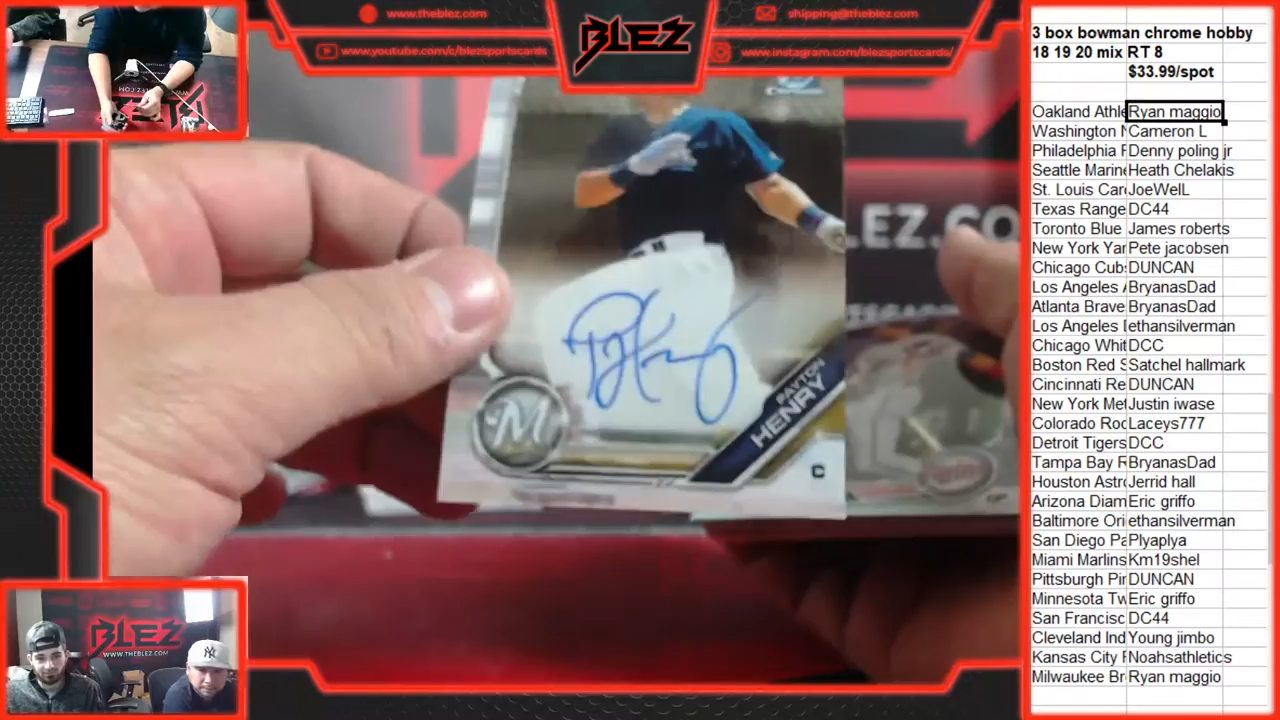 www.theblez.com
shipping@theblez.com
BLEZ
www.youtube.com/c/blezsportscards/
www.instagram.com/blezsportscards/
LEZ.CO
PAYTON
HENRY
M
C
BLEZ
WWW.THEBLEZ.COM
3 box bowman chrome hobby
18 19 20 mix RT 8
$33.99/spot
Oakland Athle Ryan maggio
Washington N Cameron L
Philadelphia P Denny poling jr
Seattle Marine Heath Chelakis
St. Louis Car JoeWelL
Texas Range DC44
Toronto Blue James roberts
New York Yan Pete jacobsen
Chicago Cubs DUNCAN
Los Angeles A BryanasDad
Atlanta Brave BryanasDad
Los Angeles ethansilverman
Chicago Whit DCC
Boston Red S Satchel hallmark
Cincinnati Re DUNCAN
New York Met Justin iwase
Colorado Roc Laceys777
Detroit Tigers DCC
Tampa Bay R BryanasDad
Houston Astro Jerrid hall
Arizona Diam Eric griffo
Baltimore Ori ethansilverman
San Diego Pa Plyaplya
Miami Marlins Km19shel
Pittsburgh Pir DUNCAN
Minnesota Tw Eric griffo
San Francisc DC44
Cleveland Ind Young jimbo
Kansas City R Noahsathletics
Milwaukee Br Ryan maggio